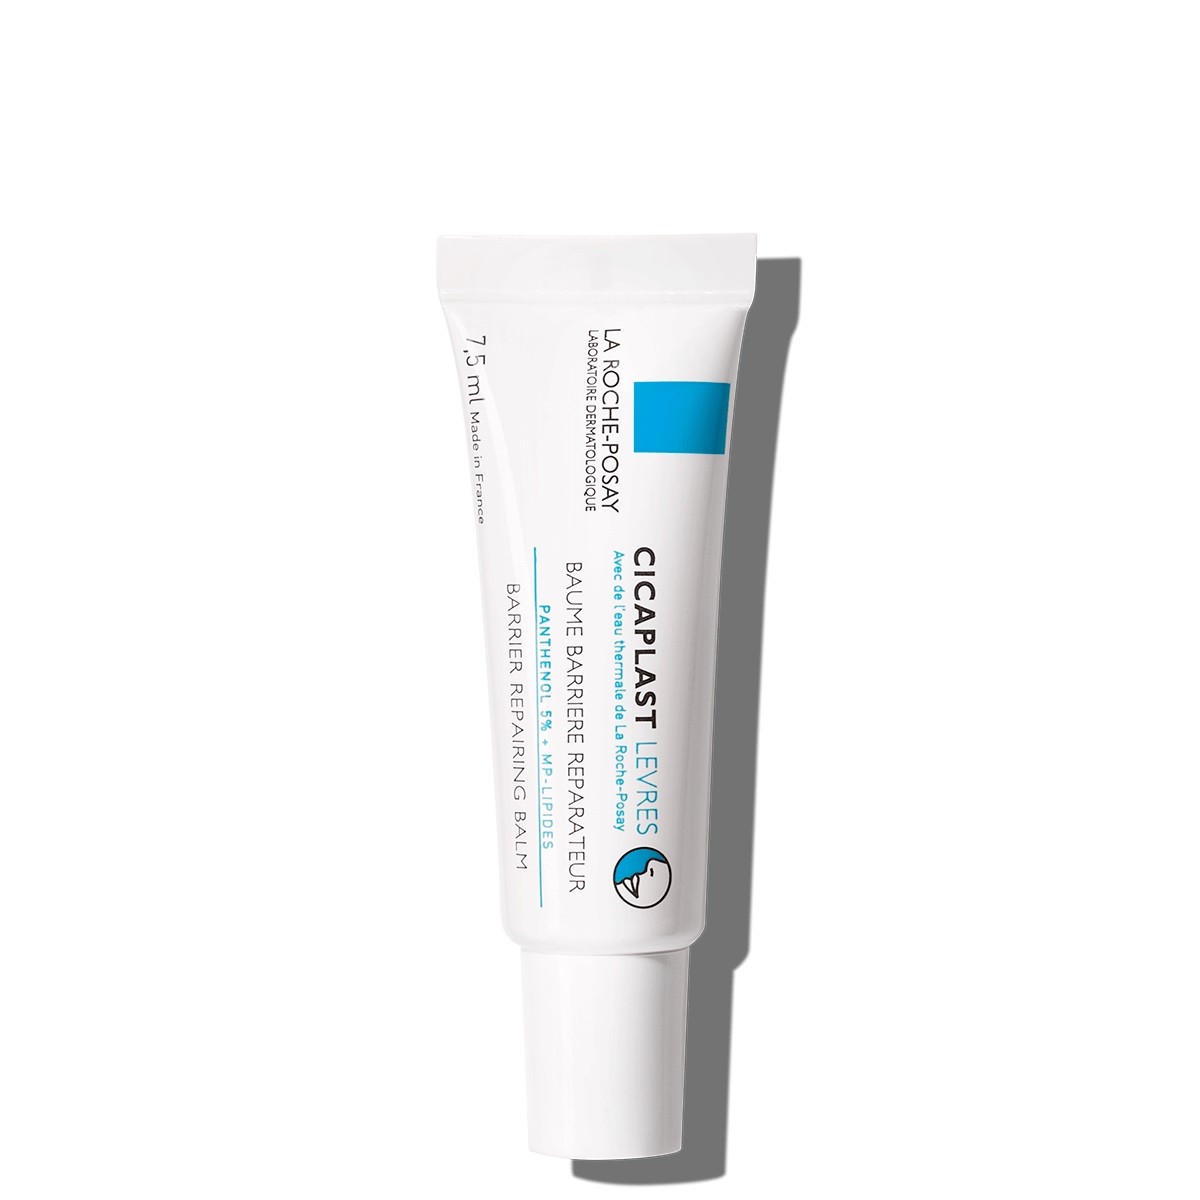 LA ROCHE-POSAY
LABORATOIRE DERMATOLOGIQUE
CICAPLAST LEVRES
Avec de l'eau thermale de La Roche-Posay
BAUME BARRIERE REPARATEUR
PANTHENOL 5% + MP-LIPIDES
BARRIER REPAIRING BALM
7,5 ml Made in France